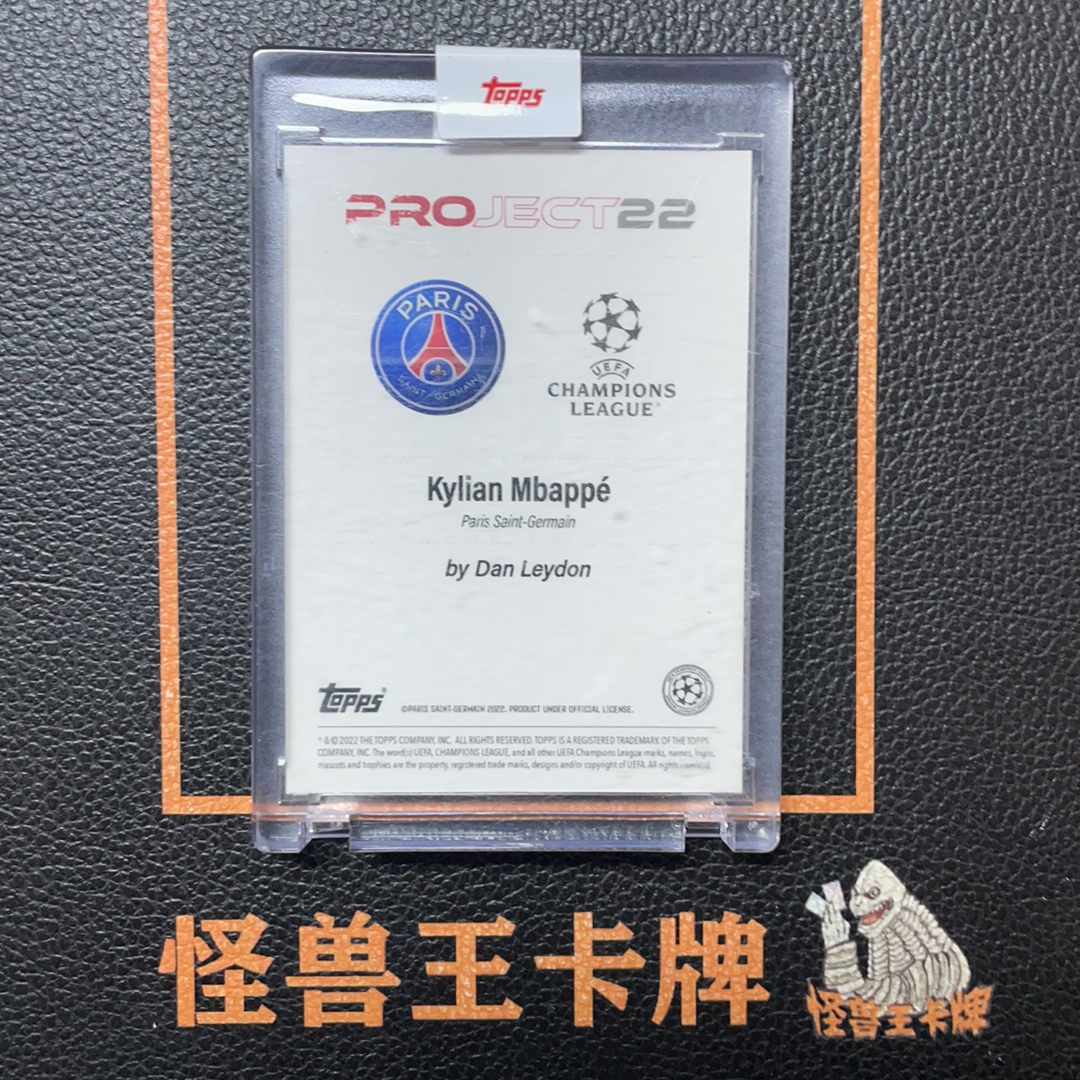 Topps
PROJECT22
PARIS
SAINT-GERMAIN
UEFA
CHAMPIONS
LEAGUE
Kylian Mbappé
Paris Saint-Germain
by Dan Leydon
Topps®
©PARIS SAINT-GERMAIN 2022. PRODUCT UNDER OFFICIAL LICENSE.
® & © 2022 THE TOPPS COMPANY, INC. ALL RIGHTS RESERVED. TOPPS IS A REGISTERED TRADEMARK OF THE TOPPS
COMPANY, INC. The word(s) UEFA, CHAMPIONS LEAGUE, and all other UEFA Champions League marks, names, logos,
mascots and trophies are the property, registered trade marks, designs and/or copyright of UEFA. All rights reserved.
怪兽王卡牌
怪兽王卡牌